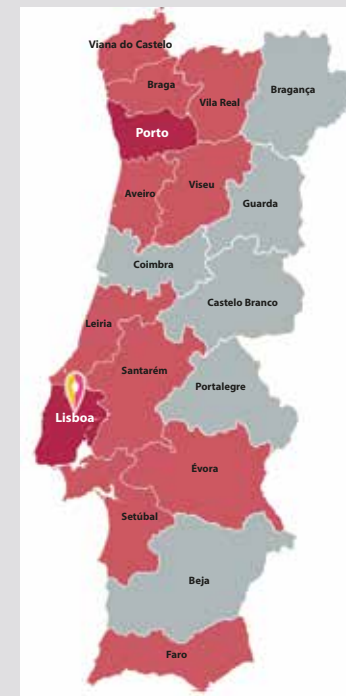 Viana do Castelo
Bragança
Braga
Vila Real
Porto
Viseu
Aveiro
Guarda
Coimbra
Castelo Branco
Leiria
Santarém
Portalegre
Lisboa
Évora
Setúbal
Beja
Faro